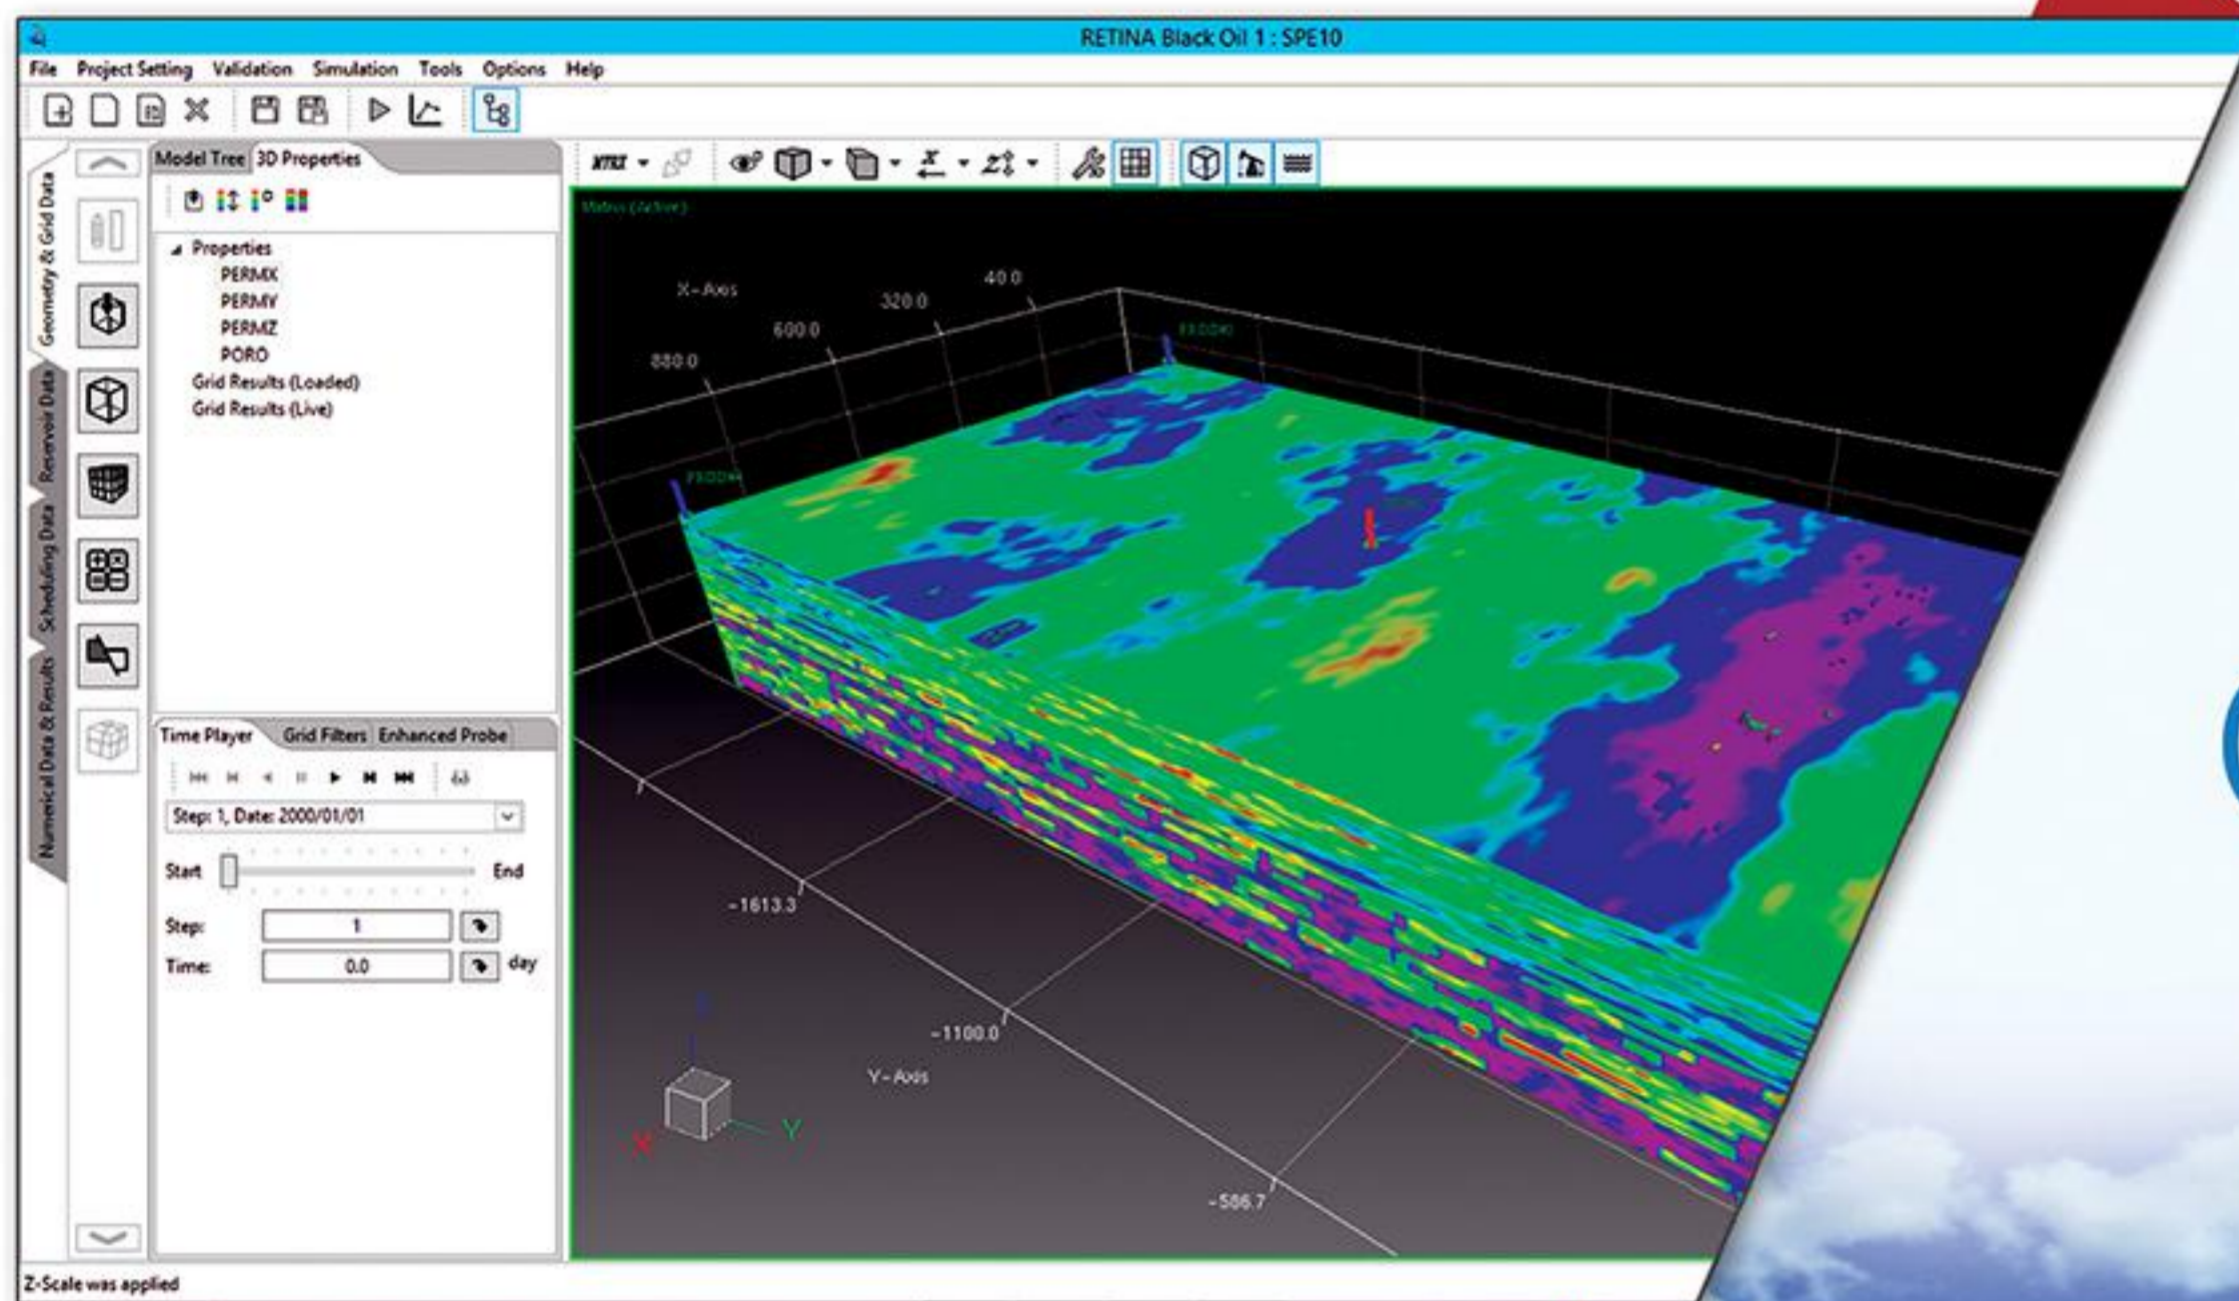 RETINA Black Oil 1 : SPE10
File Project Setting Validation Simulation Tools Options Help
Geometry & Grid Data
Reservoir Data
Scheduling Data
Numerical Data & Results
Model Tree 3D Properties
Properties
PERMX
PERMY
PERMZ
PORO
Grid Results (Loaded)
Grid Results (Live)
Time Player Grid Filters Enhanced Probe
Step: 1, Date: 2000/01/01
Start End
Step: 1
Time: 0.0 day
Matrix (Active)
X-Axis
40.0
320.0
600.0
880.0
-1613.3
-1100.0
Y-Axis
-586.7
X Y
Z-Scale was applied